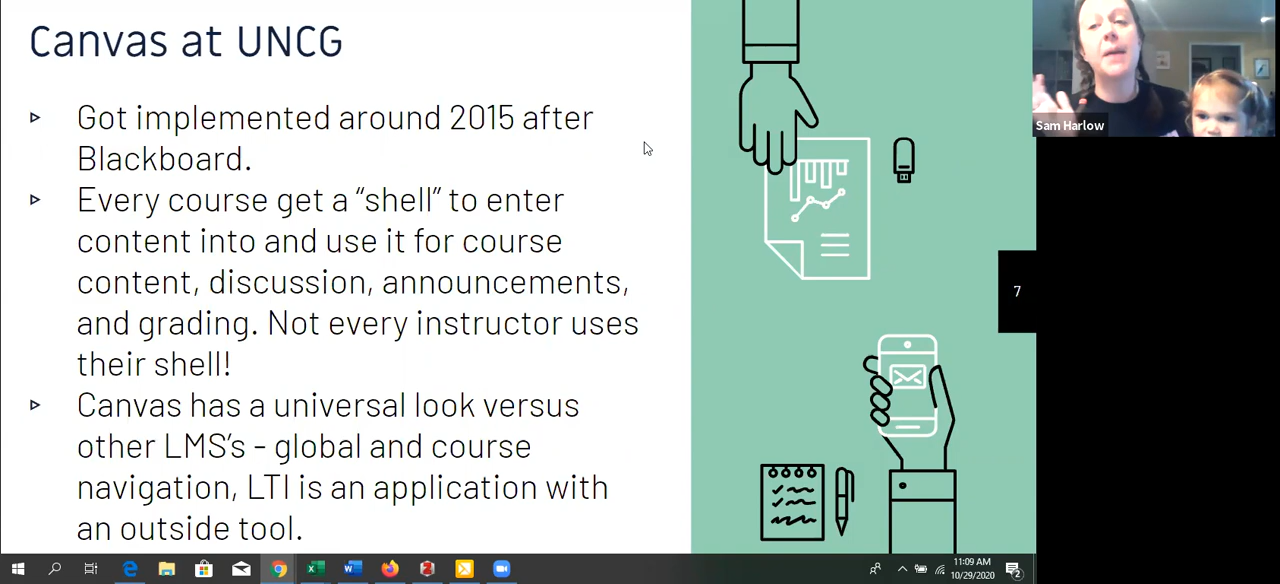 Canvas at UNCG
Got implemented around 2015 after
Blackboard.
Every course get a “shell” to enter
content into and use it for course
content, discussion, announcements,
and grading. Not every instructor uses
their shell!
Canvas has a universal look versus
other LMS’s - global and course
navigation, LTI is an application with
an outside tool.
7
Sam Harlow
11:09 AM
10/29/2020
2